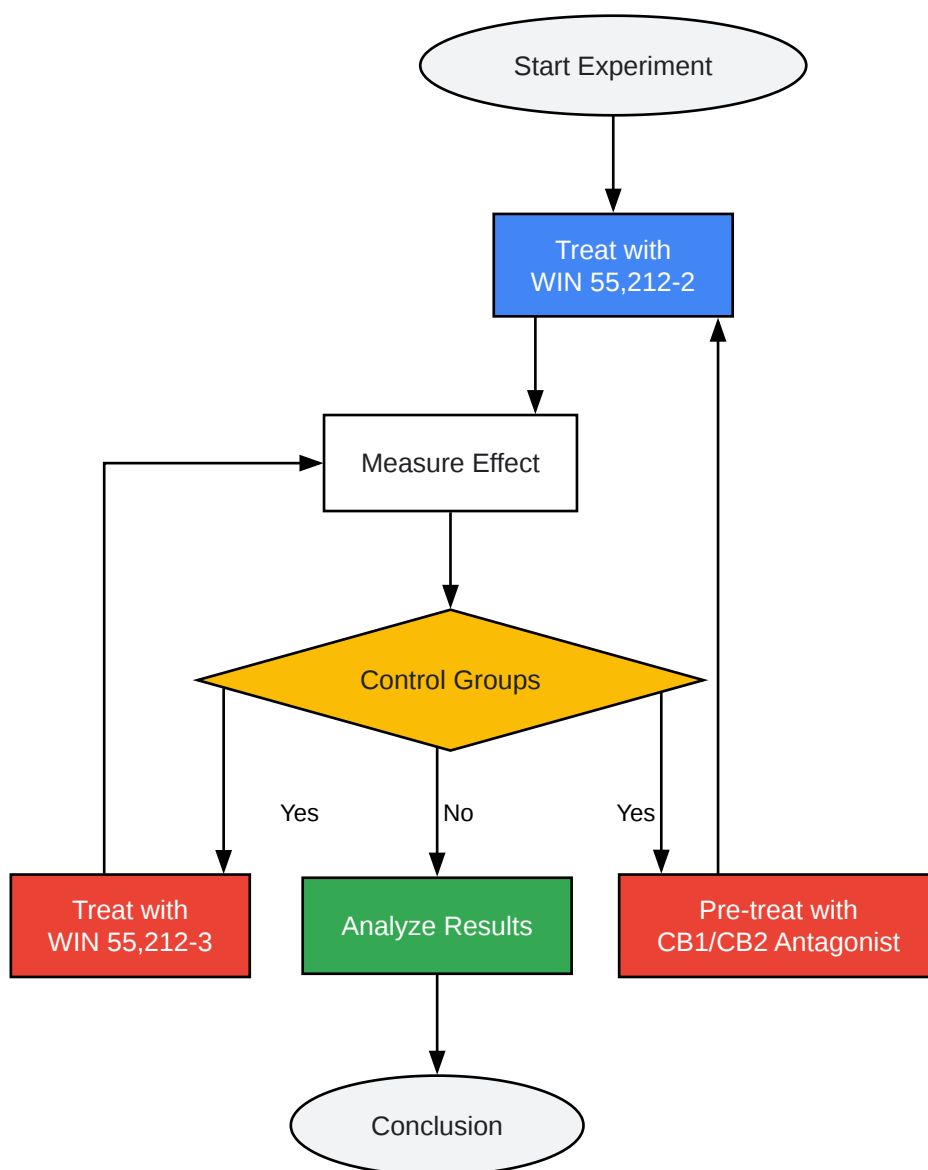 Start Experiment
Treat with
WIN 55,212-2
Measure Effect
Control Groups
Yes
No
Yes
Treat with
WIN 55,212-3
Analyze Results
Pre-treat with
CB1/CB2 Antagonist
Conclusion